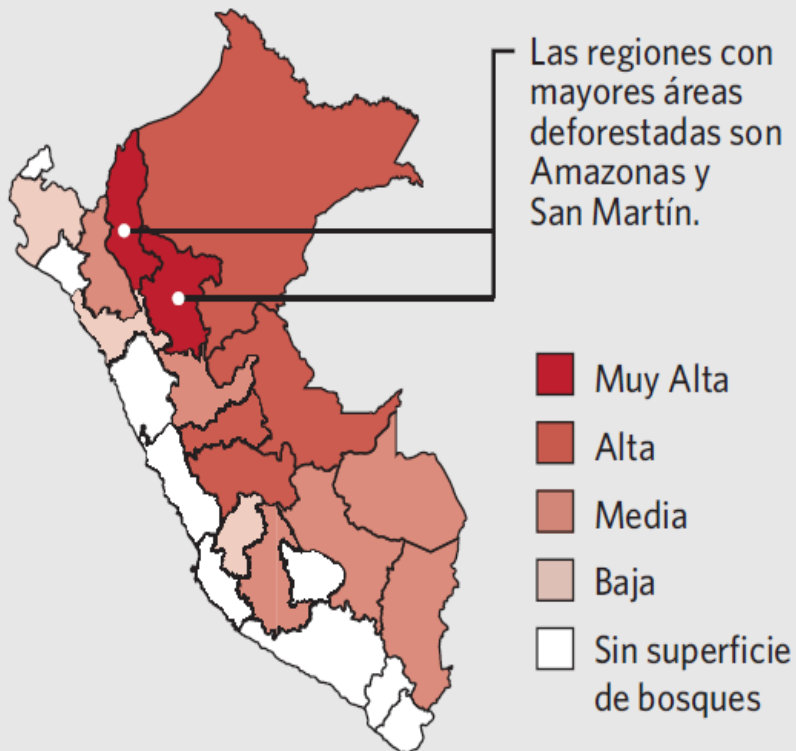 Las regiones con
mayores áreas
deforestadas son
Amazonas y
San Martín.
Muy Alta
Alta
Media
Baja
Sin superficie
de bosques